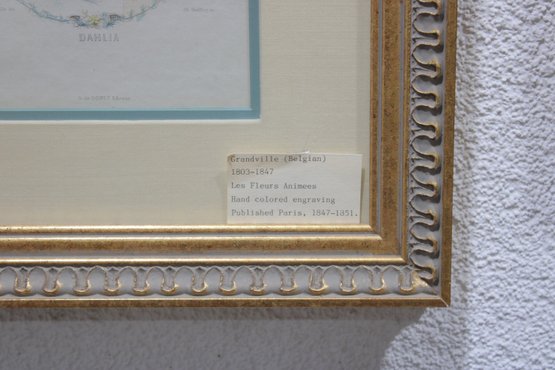 DAHLIA
Grandville (Belgian)
1803-1847
Les Fleurs Animees
Hand colored engraving
Published Paris, 1847-1851.